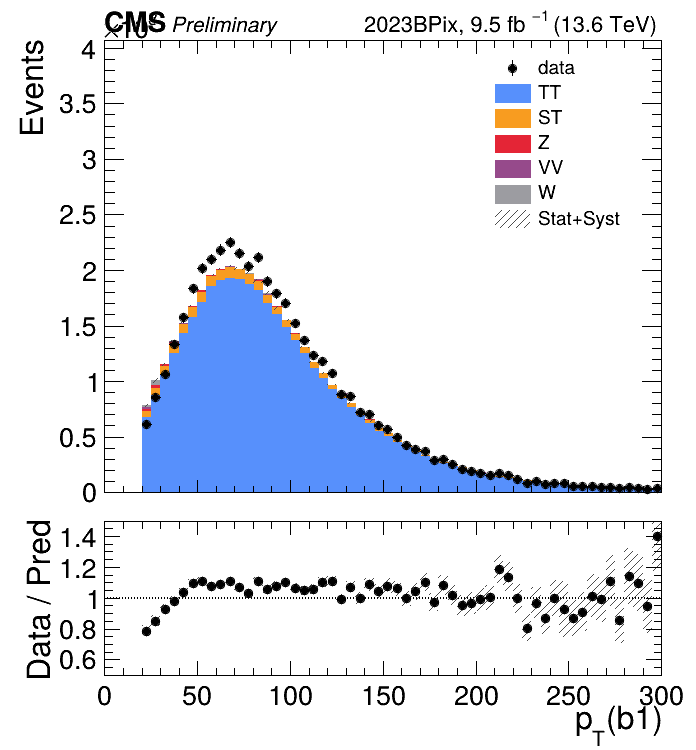 CMS Preliminary 2023BPix, 9.5 fb⁻¹ (13.6 TeV)
Events
4
3.5
3
2.5
2
1.5
1
0.5
0
data
TT
ST
Z
VV
W
Stat+Syst
Data / Pred
1.4
1.2
1
0.8
0.6
0 50 100 150 200 250 300
p_T(b1)